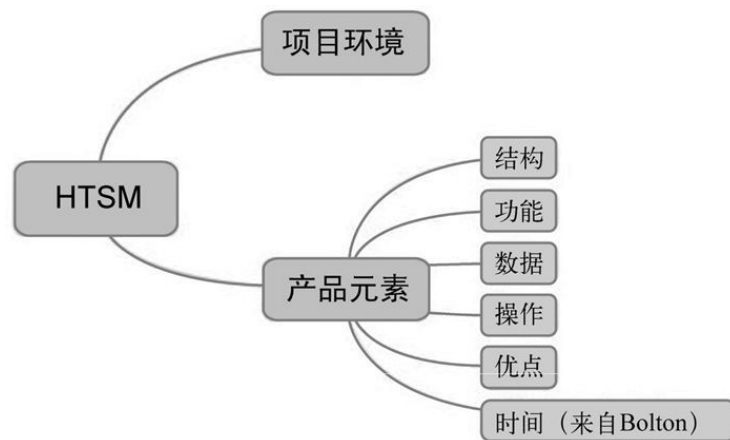 项目环境
HTSM
结构
功能
数据
产品元素
操作
优点
时间（来自Bolton）